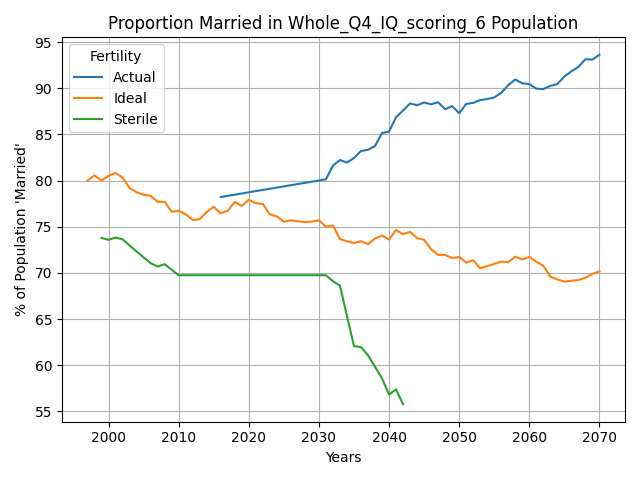 Proportion Married in Whole_Q4_IQ_scoring_6 Population
95
90
85
80
75
70
65
60
55
% of Population 'Married'
Fertility
Actual
Ideal
Sterile
2000 2010 2020 2030 2040 2050 2060 2070
Years